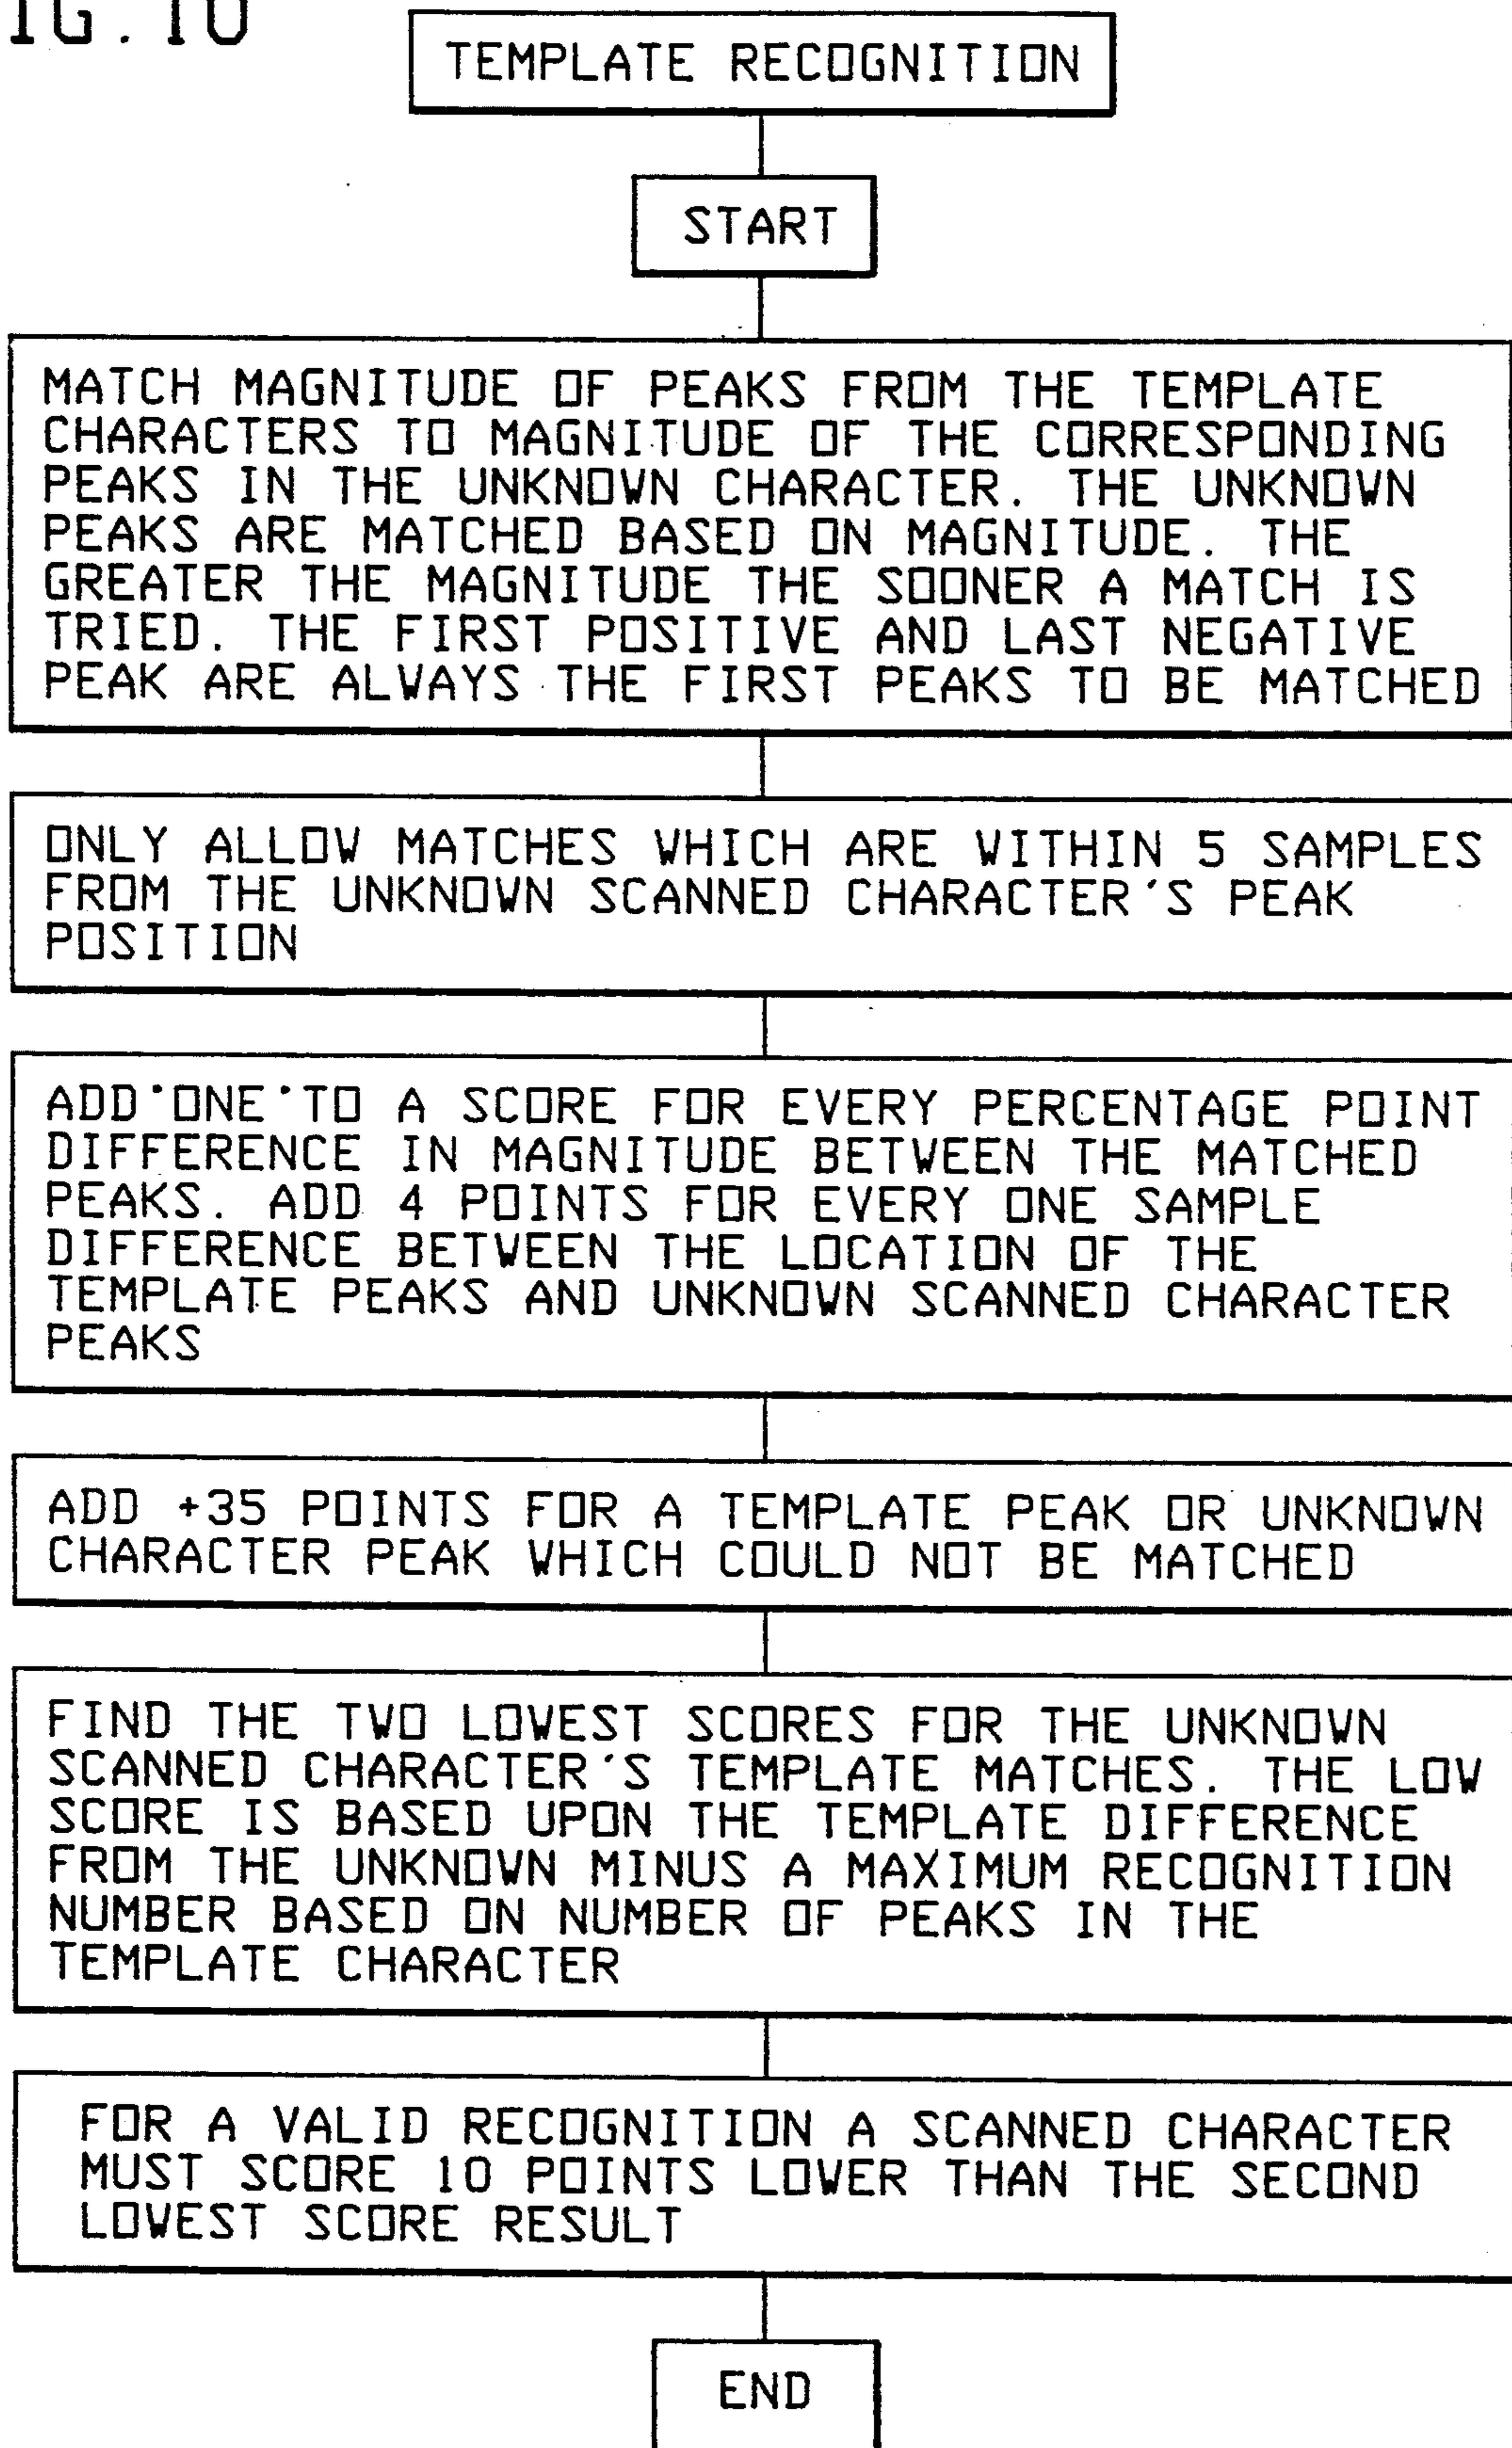 IG. 10
TEMPLATE RECOGNITION
START
MATCH MAGNITUDE OF PEAKS FROM THE TEMPLATE
CHARACTERS TO MAGNITUDE OF THE CORRESPONDING
PEAKS IN THE UNKNOWN CHARACTER. THE UNKNOWN
PEAKS ARE MATCHED BASED ON MAGNITUDE. THE
GREATER THE MAGNITUDE THE SOONER A MATCH IS
TRIED. THE FIRST POSITIVE AND LAST NEGATIVE
PEAK ARE ALWAYS THE FIRST PEAKS TO BE MATCHED
ONLY ALLOW MATCHES WHICH ARE WITHIN 5 SAMPLES
FROM THE UNKNOWN SCANNED CHARACTER'S PEAK
POSITION
ADD'ONE'TO A SCORE FOR EVERY PERCENTAGE POINT
DIFFERENCE IN MAGNITUDE BETWEEN THE MATCHED
PEAKS. ADD 4 POINTS FOR EVERY ONE SAMPLE
DIFFERENCE BETWEEN THE LOCATION OF THE
TEMPLATE PEAKS AND UNKNOWN SCANNED CHARACTER
PEAKS
ADD +35 POINTS FOR A TEMPLATE PEAK OR UNKNOWN
CHARACTER PEAK WHICH COULD NOT BE MATCHED
FIND THE TWO LOWEST SCORES FOR THE UNKNOWN
SCANNED CHARACTER'S TEMPLATE MATCHES. THE LOW
SCORE IS BASED UPON THE TEMPLATE DIFFERENCE
FROM THE UNKNOWN MINUS A MAXIMUM RECOGNITION
NUMBER BASED ON NUMBER OF PEAKS IN THE
TEMPLATE CHARACTER
FOR A VALID RECOGNITION A SCANNED CHARACTER
MUST SCORE 10 POINTS LOWER THAN THE SECOND
LOWEST SCORE RESULT
END